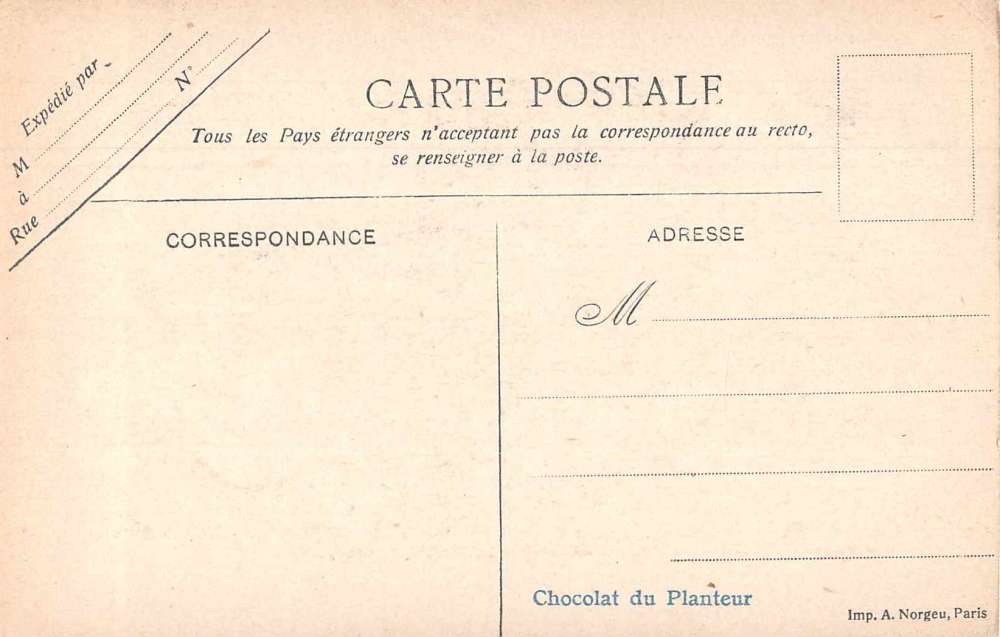 Expédié par
M
à
Rue N°
CARTE POSTALE
Tous les Pays étrangers n'acceptant pas la correspondance au recto,
se renseigner à la poste.
CORRESPONDANCE
ADRESSE
M
Chocolat du Planteur
Imp. A. Norgeu, Paris